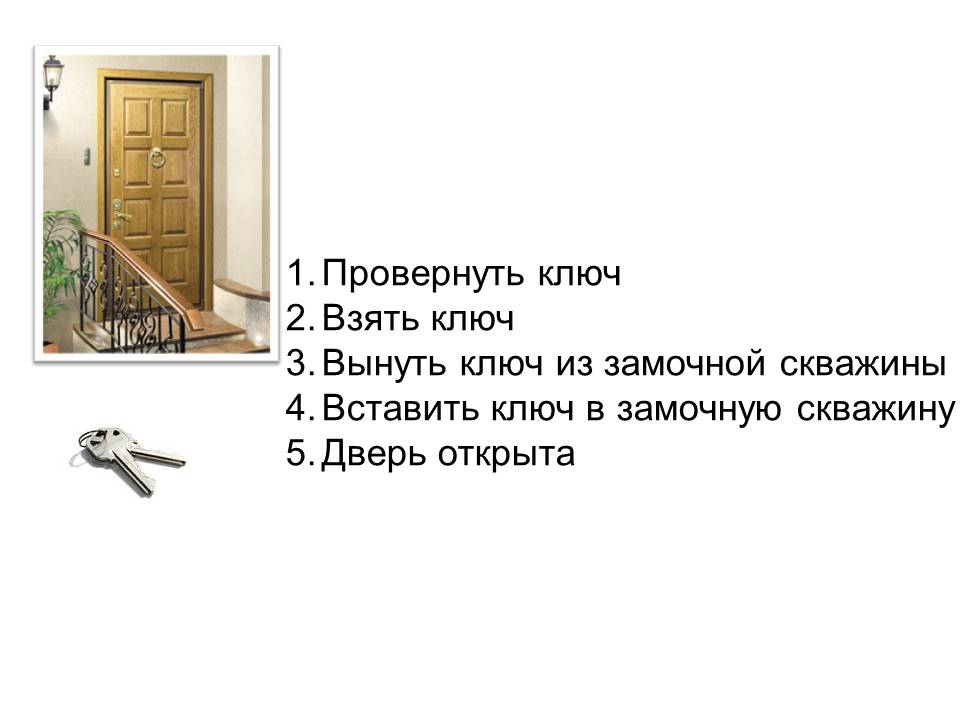 1. Провернуть ключ
2. Взять ключ
3. Вынуть ключ из замочной скважины
4. Вставить ключ в замочную скважину
5. Дверь открыта